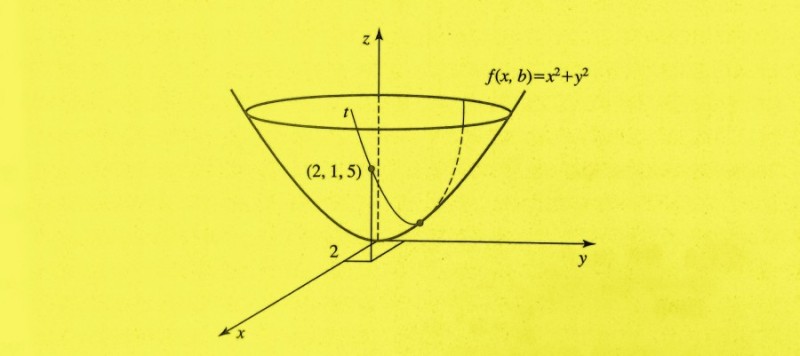 z
f(x, b)=x²+y²
t
(2, 1, 5)
2
y
x